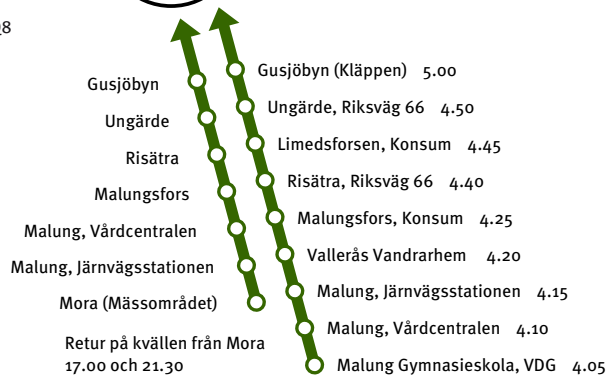 8
Gusjöbyn
Ungärde
Risätra
Malungsfors
Malung, Vårdcentralen
Malung, Järnvägsstationen
Mora (Mässområdet)
Retur på kvällen från Mora
17.00 och 21.30
Gusjöbyn (Kläppen) 5.00
Ungärde, Riksväg 66 4.50
Limedsforsen, Konsum 4.45
Risätra, Riksväg 66 4.40
Malungsfors, Konsum 4.25
Vallerås Vandrarhem 4.20
Malung, Järnvägsstationen 4.15
Malung, Vårdcentralen 4.10
Malung Gymnasieskola, VDG 4.05